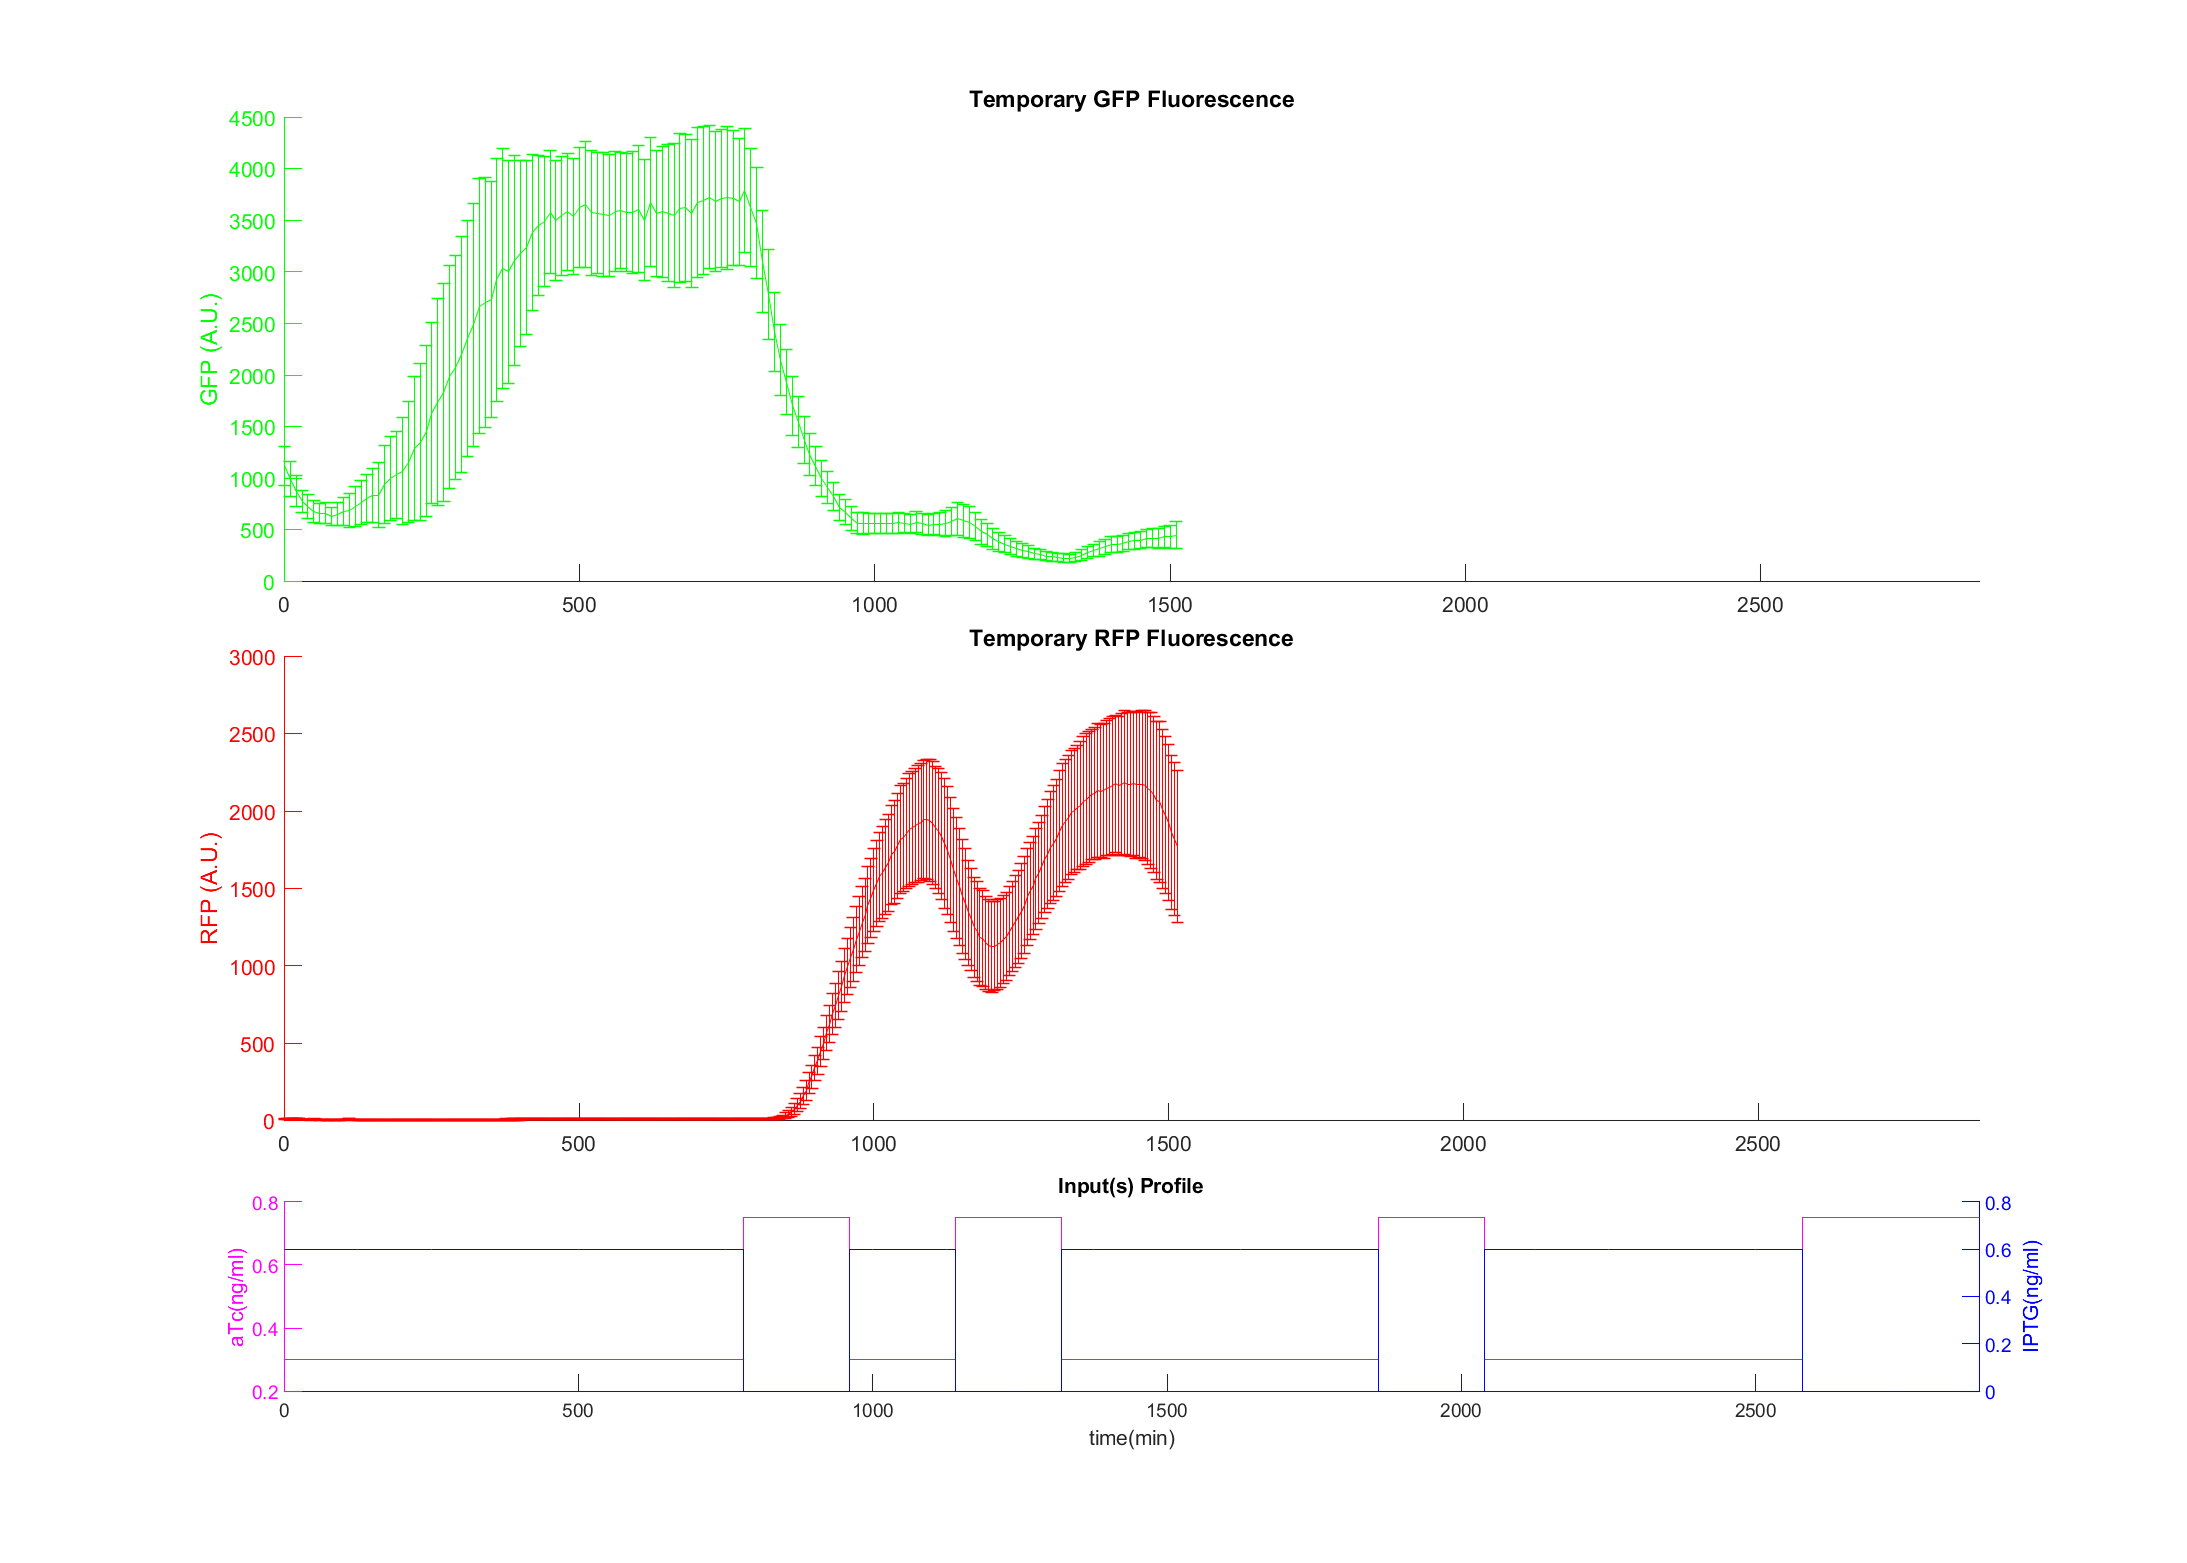 Temporary GFP Fluorescence
4500
4000
3500
3000
2500
2000
1500
1000
500
0
GFP (A.U.)
0 500 1000 1500 2000 2500
Temporary RFP Fluorescence
3000
2500
2000
1500
1000
500
0
RFP (A.U.)
0 500 1000 1500 2000 2500
Input(s) Profile
0.8
0.6
0.4
0.2
aTc(ng/ml)
0.8
0.6
0.4
0.2
0
IPTG(ng/ml)
0 500 1000 1500 2000 2500
time(min)